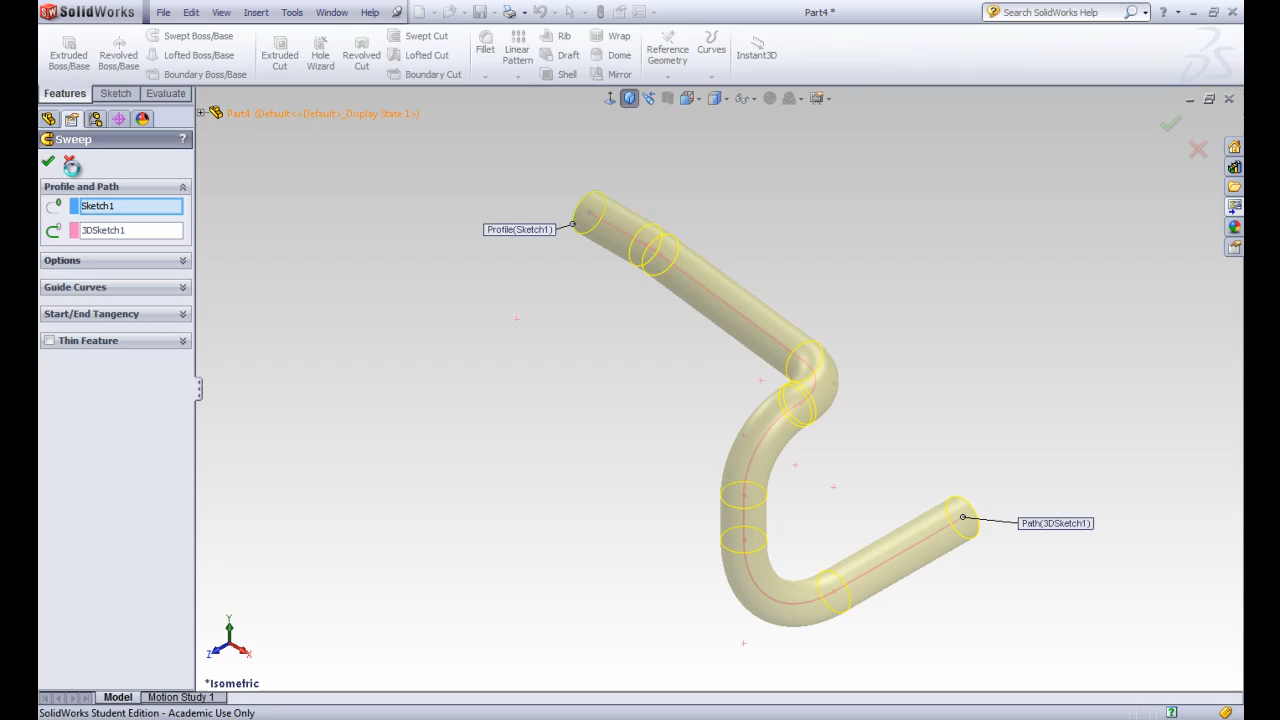 SolidWorks File Edit View Insert Tools Window Help Part4 * Search SolidWorks Help
Extruded Boss/Base
Revolved Boss/Base
Swept Boss/Base
Lofted Boss/Base
Boundary Boss/Base
Extruded Cut
Hole Wizard
Revolved Cut
Swept Cut
Lofted Cut
Boundary Cut
Fillet
Linear Pattern
Rib
Draft
Shell
Wrap
Dome
Mirror
Reference Geometry
Curves
Instant3D
Features Sketch Evaluate
Part4 (Default<<Default>_Display State 1>)
Sweep ?
Profile and Path
Sketch1
3DSketch1
Options
Guide Curves
Start/End Tangency
Thin Feature
Profile(Sketch1)
Path(3DSketch1)
Y
Z X
*Isometric
Model Motion Study 1
SolidWorks Student Edition - Academic Use Only